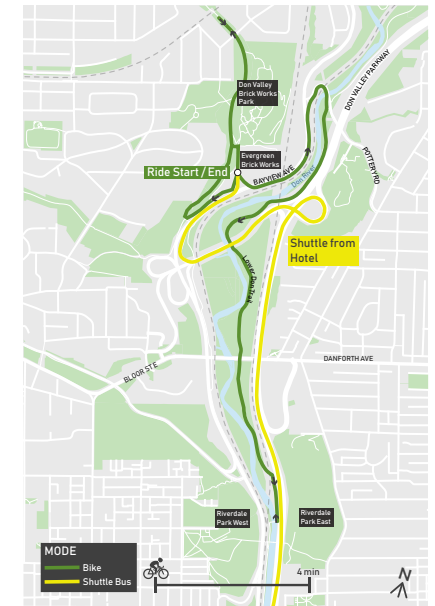 DON VALLEY PARKWAY
Don Valley
Brick Works
Park
POTTERY RD
Evergreen
Brick Works
Ride Start / End
BAYVIEW AVE
Don River
Shuttle from
Hotel
Lower Don Trail
DANFORTH AVE
BLOOR ST E
Riverdale
Park West
Riverdale
Park East
MODE
Bike
Shuttle Bus
4 min
N